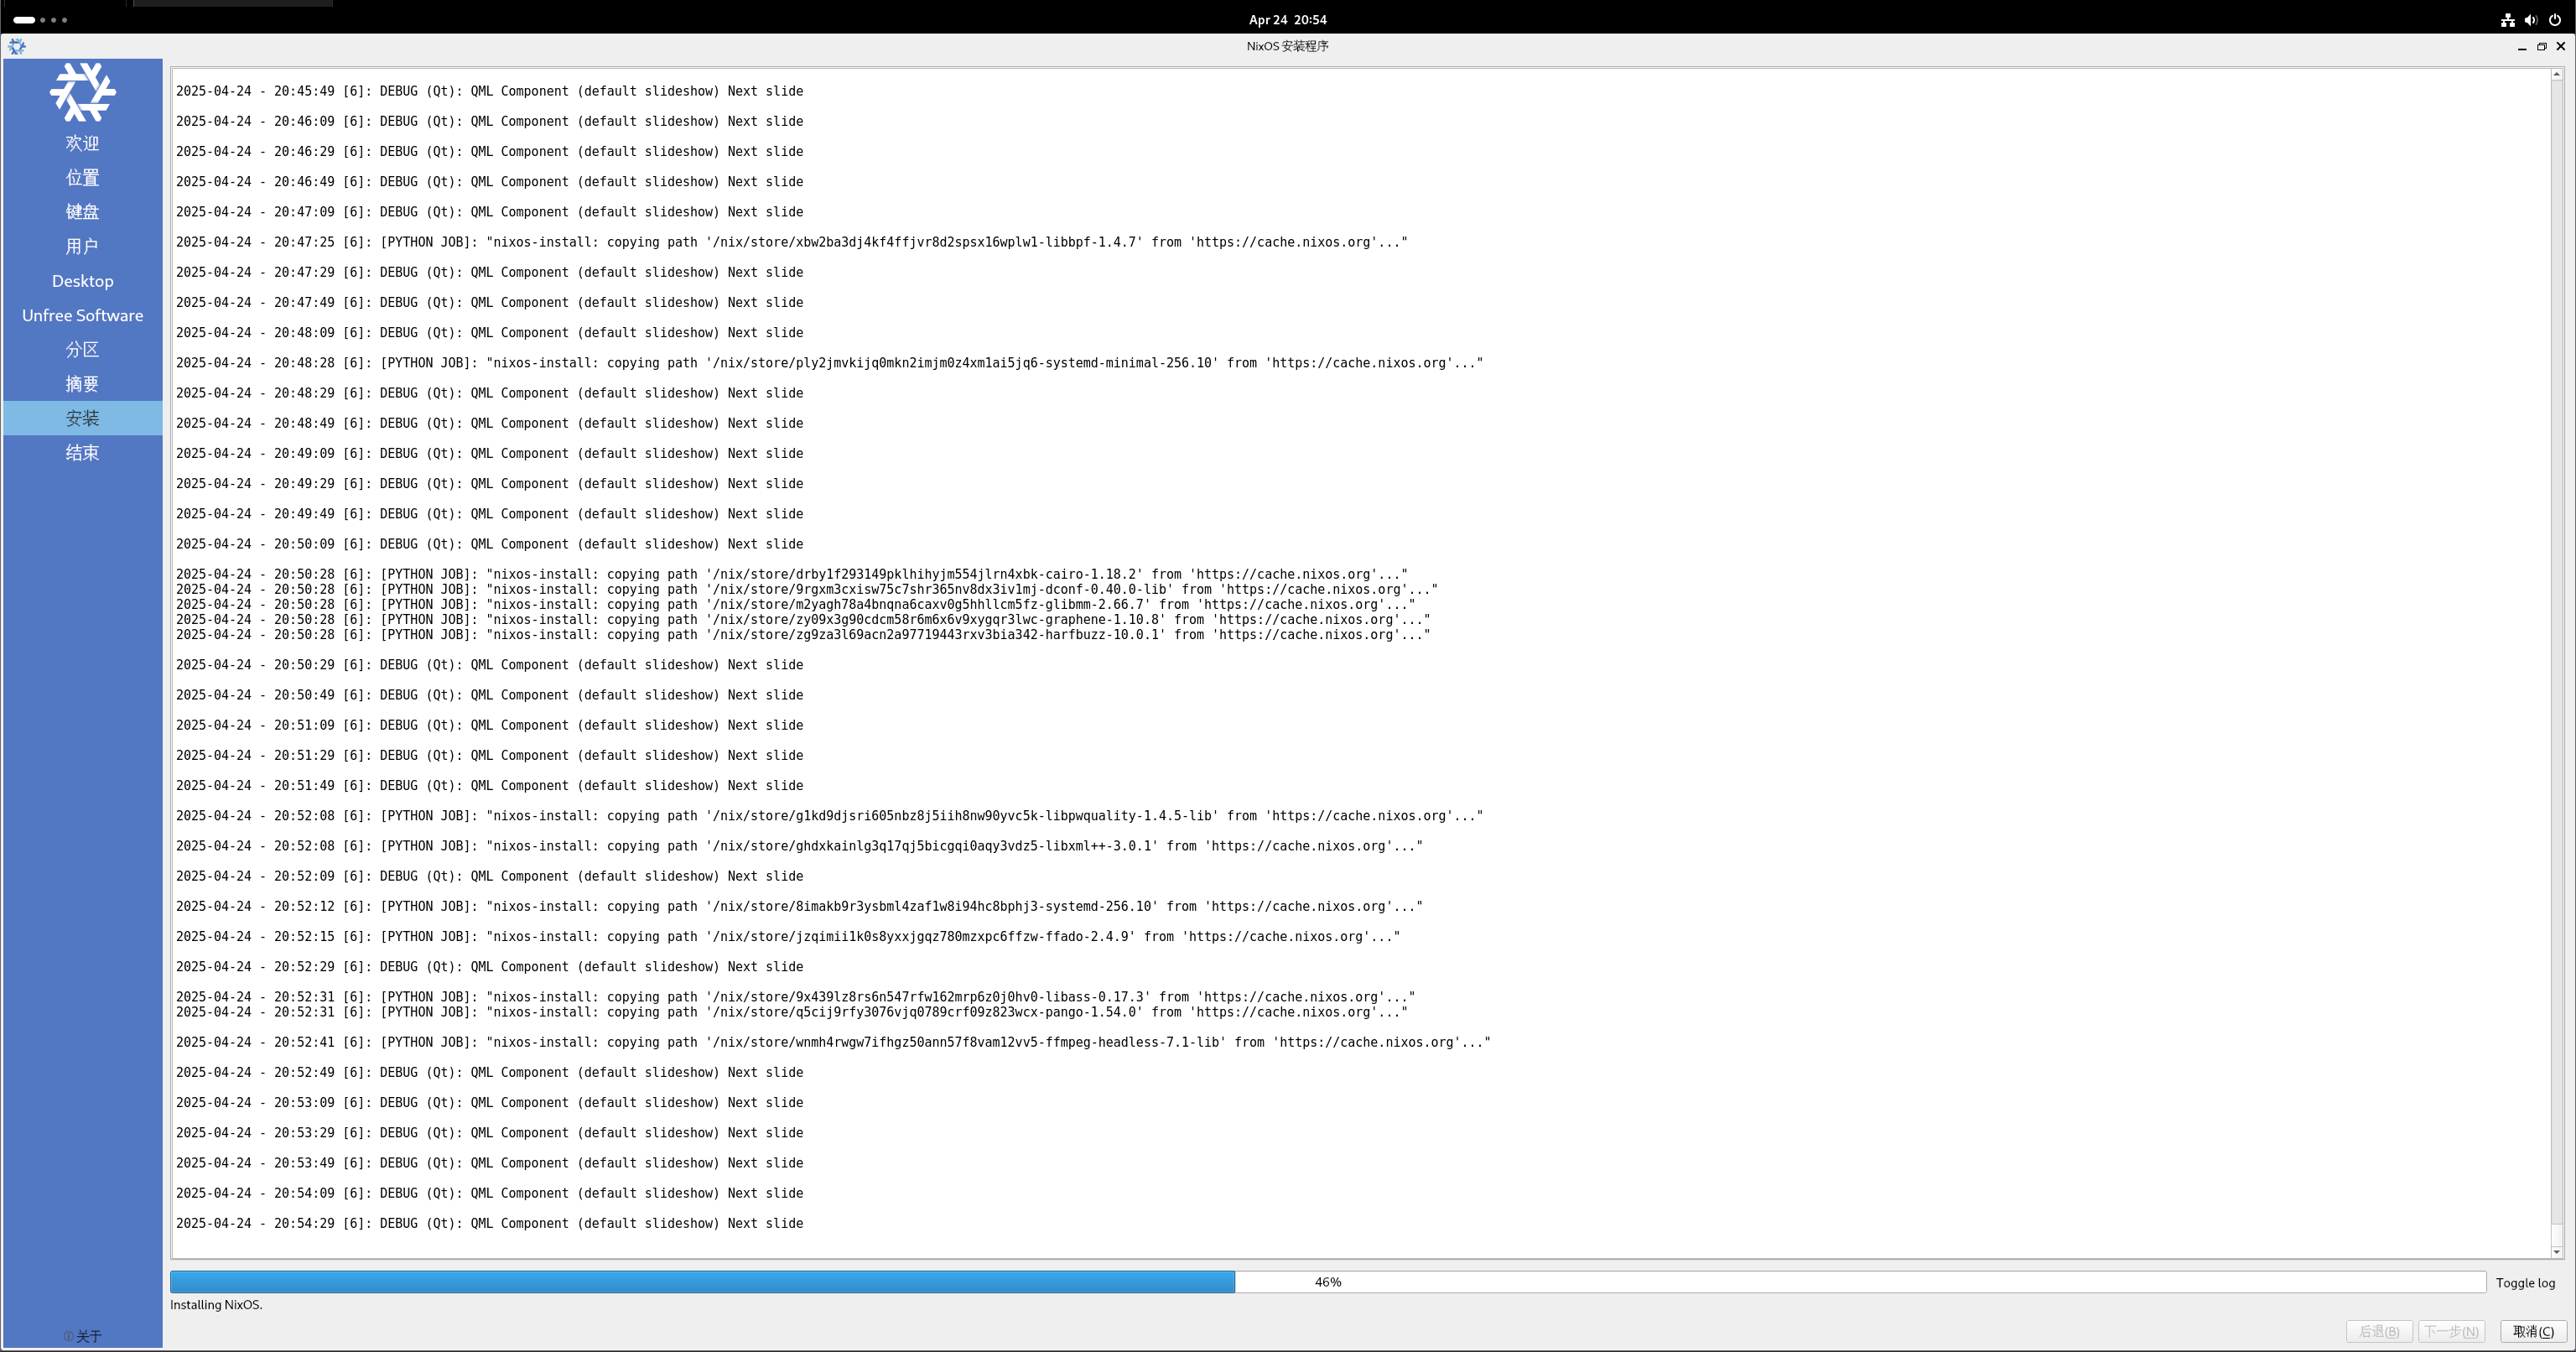 Apr 24 20:54
NixOS 安装程序
欢迎
位置
键盘
用户
Desktop
Unfree Software
分区
摘要
安装
结束
关于
2025-04-24 - 20:45:49 [6]: DEBUG (Qt): QML Component (default slideshow) Next slide
2025-04-24 - 20:46:09 [6]: DEBUG (Qt): QML Component (default slideshow) Next slide
2025-04-24 - 20:46:29 [6]: DEBUG (Qt): QML Component (default slideshow) Next slide
2025-04-24 - 20:46:49 [6]: DEBUG (Qt): QML Component (default slideshow) Next slide
2025-04-24 - 20:47:09 [6]: DEBUG (Qt): QML Component (default slideshow) Next slide
2025-04-24 - 20:47:25 [6]: [PYTHON JOB]: "nixos-install: copying path '/nix/store/xbw2ba3dj4kf4ffjvr8d2spsx16wplw1-libbpf-1.4.7' from 'https://cache.nixos.org'..."
2025-04-24 - 20:47:29 [6]: DEBUG (Qt): QML Component (default slideshow) Next slide
2025-04-24 - 20:47:49 [6]: DEBUG (Qt): QML Component (default slideshow) Next slide
2025-04-24 - 20:48:09 [6]: DEBUG (Qt): QML Component (default slideshow) Next slide
2025-04-24 - 20:48:28 [6]: [PYTHON JOB]: "nixos-install: copying path '/nix/store/ply2jmvkijq0mkn2imjm0z4xm1ai5jq6-systemd-minimal-256.10' from 'https://cache.nixos.org'..."
2025-04-24 - 20:48:29 [6]: DEBUG (Qt): QML Component (default slideshow) Next slide
2025-04-24 - 20:48:49 [6]: DEBUG (Qt): QML Component (default slideshow) Next slide
2025-04-24 - 20:49:09 [6]: DEBUG (Qt): QML Component (default slideshow) Next slide
2025-04-24 - 20:49:29 [6]: DEBUG (Qt): QML Component (default slideshow) Next slide
2025-04-24 - 20:49:49 [6]: DEBUG (Qt): QML Component (default slideshow) Next slide
2025-04-24 - 20:50:09 [6]: DEBUG (Qt): QML Component (default slideshow) Next slide
2025-04-24 - 20:50:28 [6]: [PYTHON JOB]: "nixos-install: copying path '/nix/store/drby1f293149pklhihyjm554jlrn4xbk-cairo-1.18.2' from 'https://cache.nixos.org'..."
2025-04-24 - 20:50:28 [6]: [PYTHON JOB]: "nixos-install: copying path '/nix/store/9rgxm3cxisw75c7shr365nv8dx3iv1mj-dconf-0.40.0-lib' from 'https://cache.nixos.org'..."
2025-04-24 - 20:50:28 [6]: [PYTHON JOB]: "nixos-install: copying path '/nix/store/m2yagh78a4bnqna6caxv0g5hhllcm5fz-glibmm-2.66.7' from 'https://cache.nixos.org'..."
2025-04-24 - 20:50:28 [6]: [PYTHON JOB]: "nixos-install: copying path '/nix/store/zy09x3g90cdcm58r6m6x6v9xygqr3lwc-graphene-1.10.8' from 'https://cache.nixos.org'..."
2025-04-24 - 20:50:28 [6]: [PYTHON JOB]: "nixos-install: copying path '/nix/store/zg9za3l69acn2a97719443rxv3bia342-harfbuzz-10.0.1' from 'https://cache.nixos.org'..."
2025-04-24 - 20:50:29 [6]: DEBUG (Qt): QML Component (default slideshow) Next slide
2025-04-24 - 20:50:49 [6]: DEBUG (Qt): QML Component (default slideshow) Next slide
2025-04-24 - 20:51:09 [6]: DEBUG (Qt): QML Component (default slideshow) Next slide
2025-04-24 - 20:51:29 [6]: DEBUG (Qt): QML Component (default slideshow) Next slide
2025-04-24 - 20:51:49 [6]: DEBUG (Qt): QML Component (default slideshow) Next slide
2025-04-24 - 20:52:08 [6]: [PYTHON JOB]: "nixos-install: copying path '/nix/store/g1kd9djsri605nbz8j5iih8nw90yvc5k-libpwquality-1.4.5-lib' from 'https://cache.nixos.org'..."
2025-04-24 - 20:52:08 [6]: [PYTHON JOB]: "nixos-install: copying path '/nix/store/ghdxkainlg3q17qj5bicgqi0aqy3vdz5-libxml++-3.0.1' from 'https://cache.nixos.org'..."
2025-04-24 - 20:52:09 [6]: DEBUG (Qt): QML Component (default slideshow) Next slide
2025-04-24 - 20:52:12 [6]: [PYTHON JOB]: "nixos-install: copying path '/nix/store/8imakb9r3ysbml4zaf1w8i94hc8bphj3-systemd-256.10' from 'https://cache.nixos.org'..."
2025-04-24 - 20:52:15 [6]: [PYTHON JOB]: "nixos-install: copying path '/nix/store/jzqimii1k0s8yxxjgqz780mzxpc6ffzw-ffado-2.4.9' from 'https://cache.nixos.org'..."
2025-04-24 - 20:52:29 [6]: DEBUG (Qt): QML Component (default slideshow) Next slide
2025-04-24 - 20:52:31 [6]: [PYTHON JOB]: "nixos-install: copying path '/nix/store/9x439lz8rs6n547rfw162mrp6z0j0hv0-libass-0.17.3' from 'https://cache.nixos.org'..."
2025-04-24 - 20:52:31 [6]: [PYTHON JOB]: "nixos-install: copying path '/nix/store/q5cij9rfy3076vjq0789crf09z823wcx-pango-1.54.0' from 'https://cache.nixos.org'..."
2025-04-24 - 20:52:41 [6]: [PYTHON JOB]: "nixos-install: copying path '/nix/store/wnmh4rwgw7ifhgz50ann57f8vam12vv5-ffmpeg-headless-7.1-lib' from 'https://cache.nixos.org'..."
2025-04-24 - 20:52:49 [6]: DEBUG (Qt): QML Component (default slideshow) Next slide
2025-04-24 - 20:53:09 [6]: DEBUG (Qt): QML Component (default slideshow) Next slide
2025-04-24 - 20:53:29 [6]: DEBUG (Qt): QML Component (default slideshow) Next slide
2025-04-24 - 20:53:49 [6]: DEBUG (Qt): QML Component (default slideshow) Next slide
2025-04-24 - 20:54:09 [6]: DEBUG (Qt): QML Component (default slideshow) Next slide
2025-04-24 - 20:54:29 [6]: DEBUG (Qt): QML Component (default slideshow) Next slide
46%
Toggle log
Installing NixOS.
后退(B)
下一步(N)
取消(C)